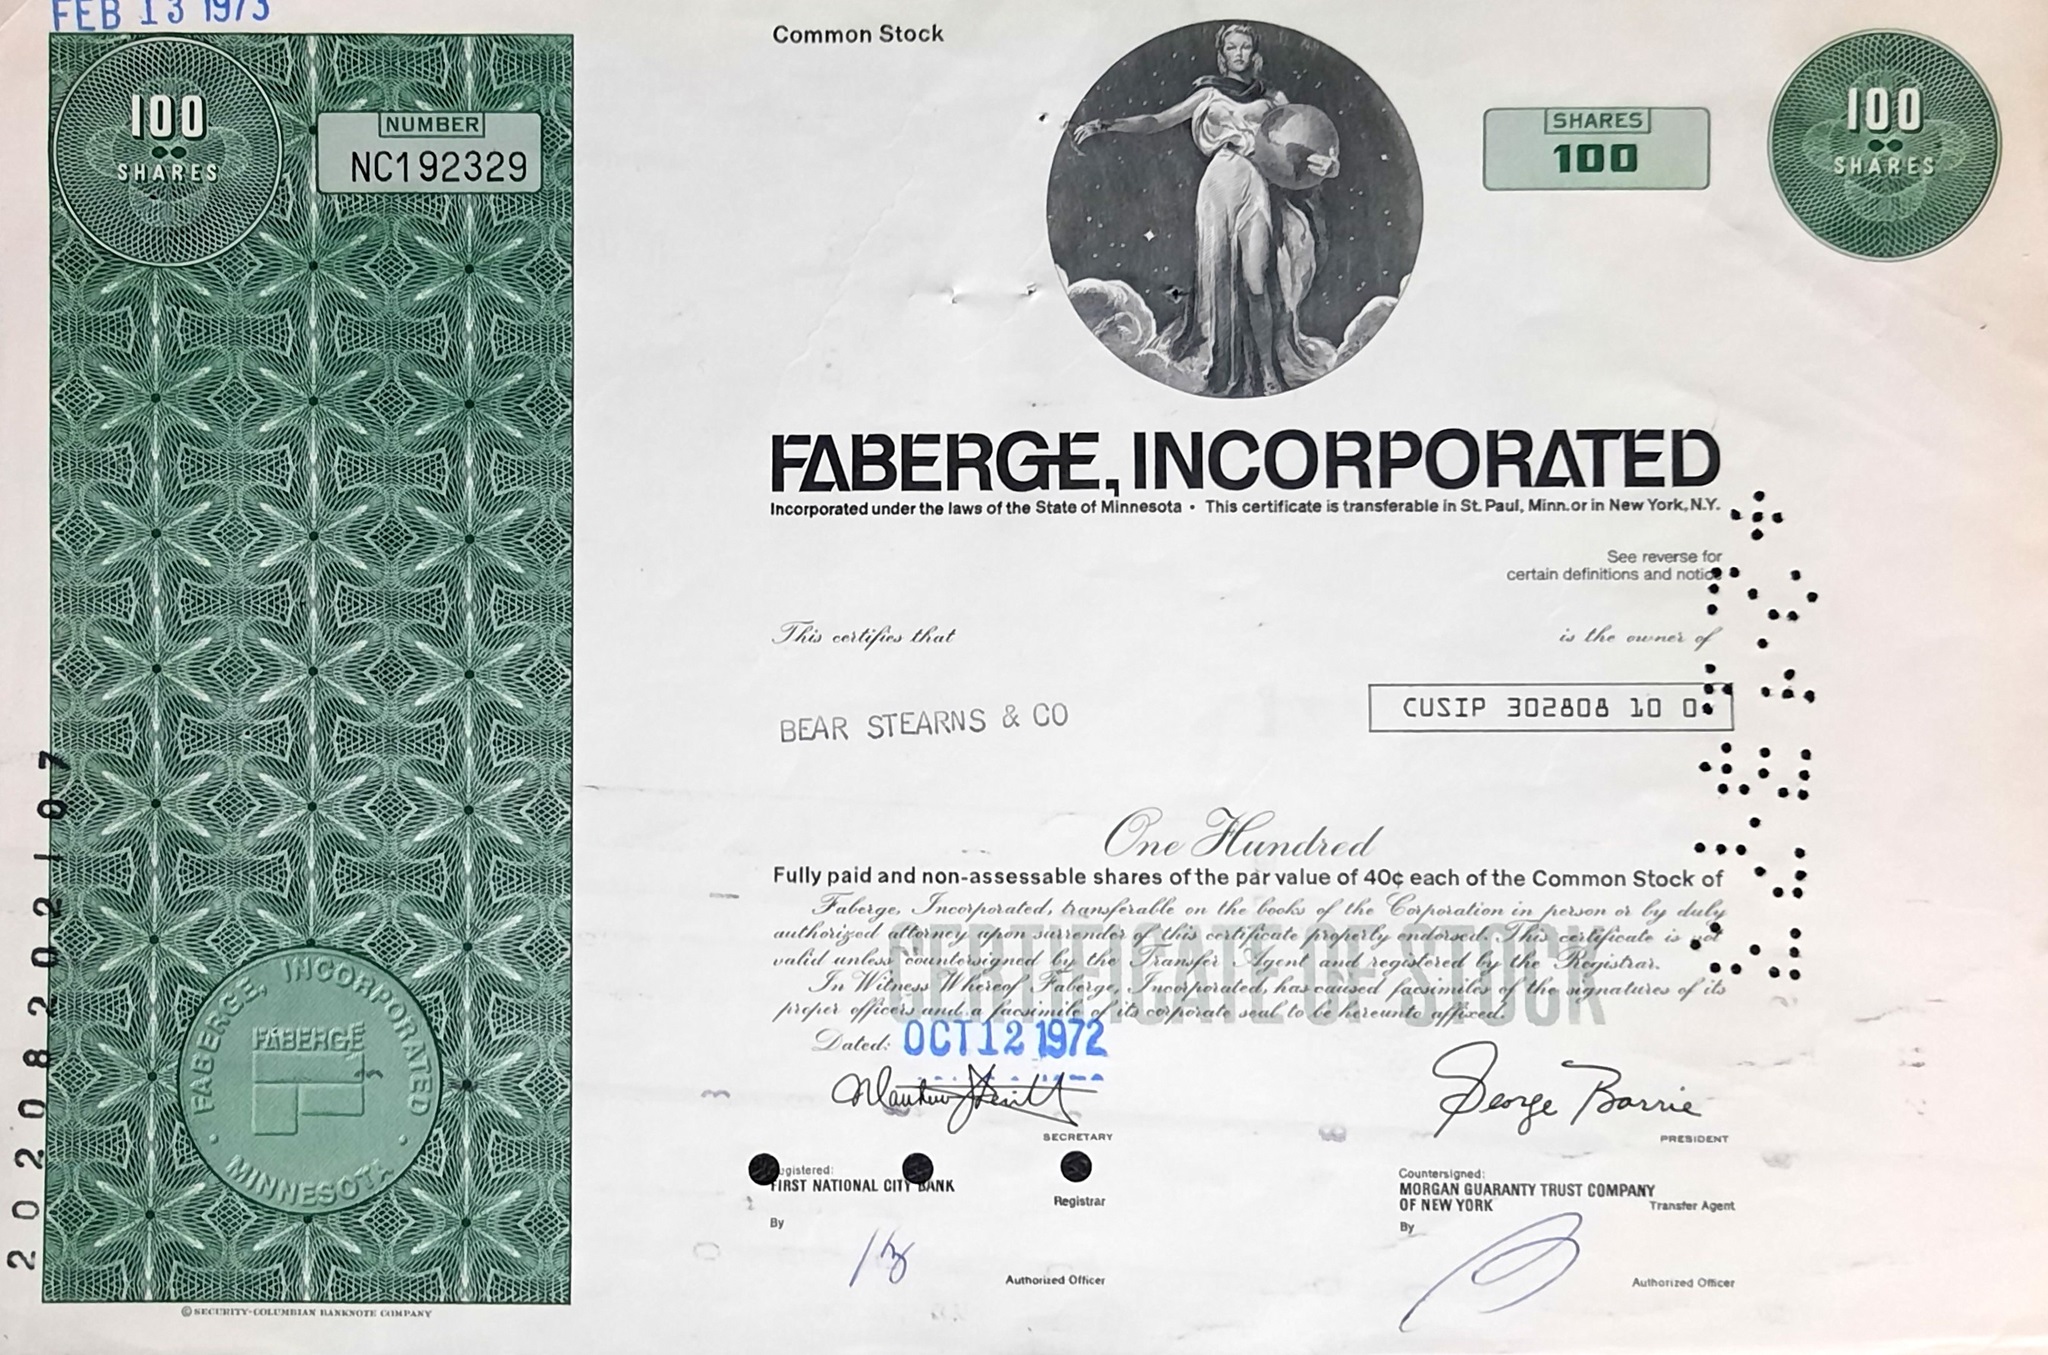 FEB 13 1973
100
SHARES
NUMBER
NC192329
Common Stock
SHARES
100
100
SHARES
FABERGE, INCORPORATED
Incorporated under the laws of the State of Minnesota • This certificate is transferable in St. Paul, Minn. or in New York, N.Y.
See reverse for
certain definitions and notice
This certifies that
is the owner of
BEAR STEARNS & CO
CUSIP 302808 10 0
One Hundred
Fully paid and non-assessable shares of the par value of 40¢ each of the Common Stock of
Faberge, Incorporated, transferable on the books of the Corporation in person or by duly
authorized attorney upon surrender of this certificate properly endorsed. This certificate is not
valid unless countersigned by the Transfer Agent and registered by the Registrar.
In Witness Whereof Faberge, Incorporated, has caused facsimiles of the signatures of its
proper officers and a facsimile of its corporate seal to be hereunto affixed.
CERTIFICATE OF STOCK
Dated: OCT 12 1972
SECRETARY
George Barrie
PRESIDENT
gistered:
FIRST NATIONAL CITY BANK
Registrar
By
Authorized Officer
Countersigned:
MORGAN GUARANTY TRUST COMPANY
OF NEW YORK
Transfer Agent
By
Authorized Officer
FABERGE, INCORPORATED
FABERGÉ
• MINNESOTA •
20208202107
© SECURITY-COLUMBIAN BANKNOTE COMPANY